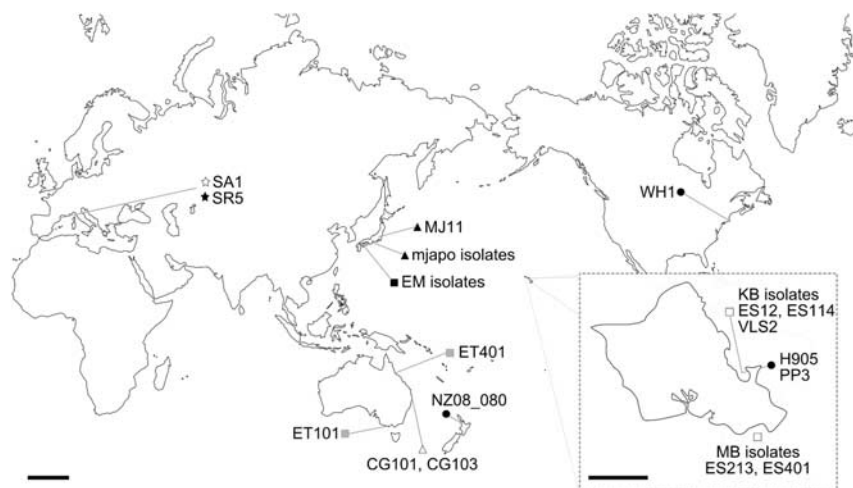 SA1
SR5
WH1
MJ11
mjapo isolates
EM isolates
KB isolates
ES12, ES114
VLS2
H905
PP3
ET401
NZ08_080
ET101
CG101, CG103
MB isolates
ES213, ES401